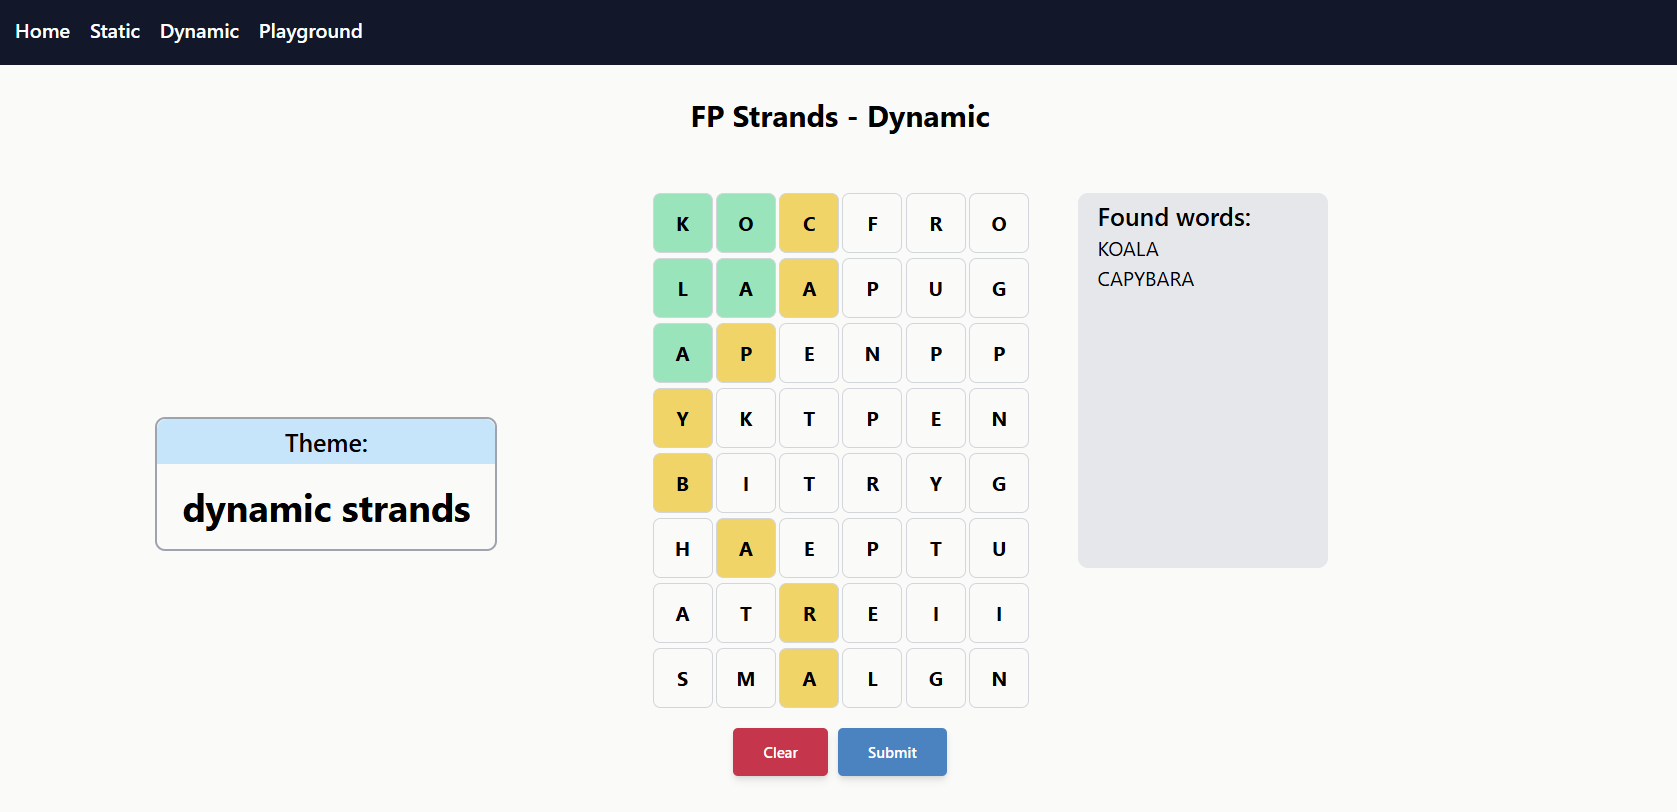 Home Static Dynamic Playground
FP Strands - Dynamic
Theme:
dynamic strands
K O C F R O
L A A P U G
A P E N P P
Y K T P E N
B I T R Y G
H A E P T U
A T R E I I
S M A L G N
Clear Submit
Found words:
KOALA
CAPYBARA